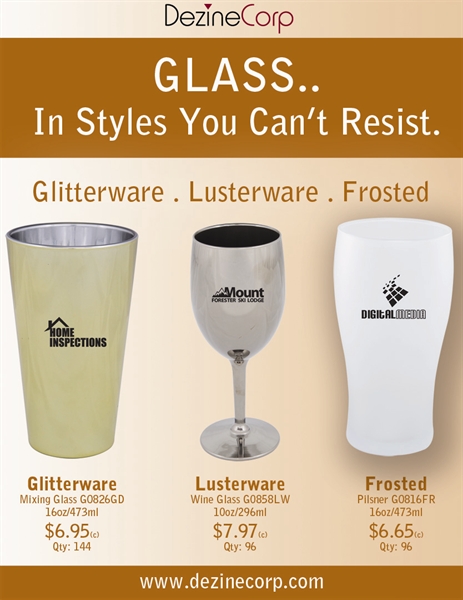 DezineCorp
GLASS..
In Styles You Can't Resist.
Glitterware . Lusterware . Frosted
HOME
INSPECTIONS
Mount
FORESTER SKI LODGE
DIGITALMEDIA
Glitterware
Mixing Glass G0826GD
16oz/473ml
$6.95(c)
Qty: 144
Lusterware
Wine Glass G0858LW
10oz/296ml
$7.97(c)
Qty: 96
Frosted
Pilsner G0816FR
16oz/473ml
$6.65(c)
Qty: 96
www.dezinecorp.com